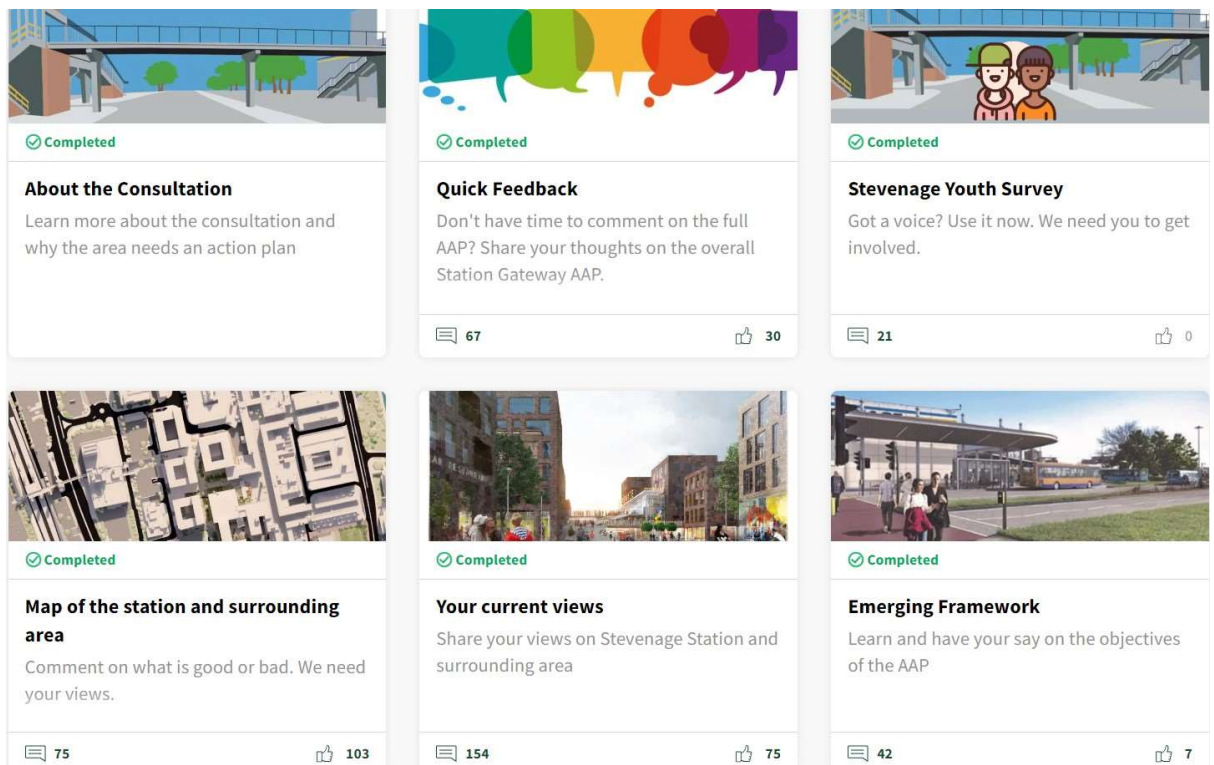 Completed
About the Consultation
Learn more about the consultation and
why the area needs an action plan
Completed
Quick Feedback
Don't have time to comment on the full
AAP? Share your thoughts on the overall
Station Gateway AAP.
67
30
Completed
Stevenage Youth Survey
Got a voice? Use it now. We need you to get
involved.
21
0
Completed
Map of the station and surrounding
area
Comment on what is good or bad. We need
your views.
75
103
Completed
Your current views
Share your views on Stevenage Station and
surrounding area
154
75
Completed
Emerging Framework
Learn and have your say on the objectives
of the AAP
42
7